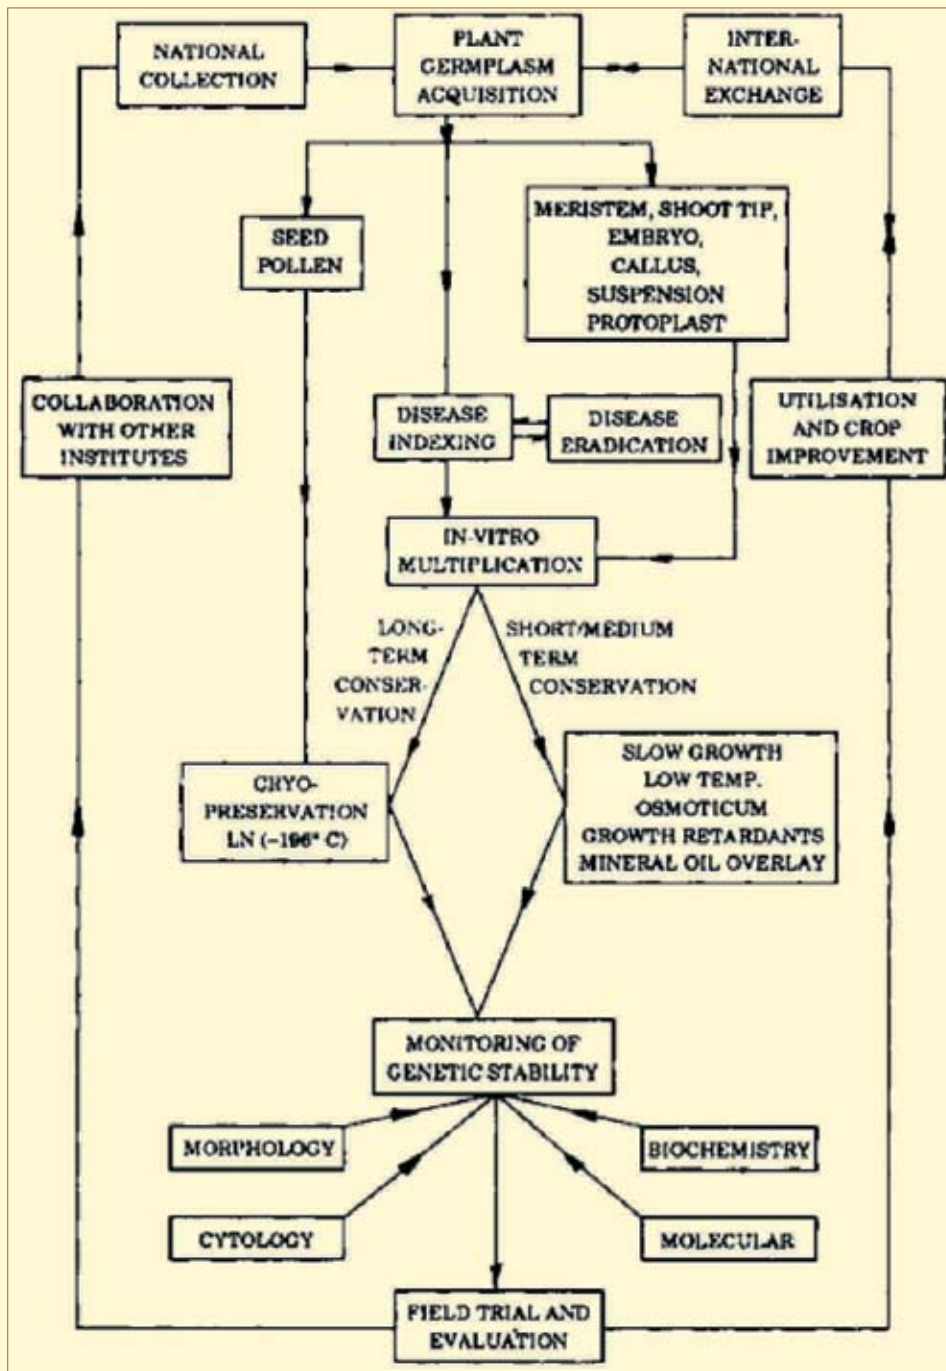 NATIONAL
COLLECTION
PLANT
GERMPLASM
ACQUISITION
INTER-
NATIONAL
EXCHANGE
SEED
POLLEN
MERISTEM, SHOOT TIP,
EMBRYO,
CALLUS,
SUSPENSION
PROTOPLAST
COLLABORATION
WITH OTHER
INSTITUTES
DISEASE
INDEXING
DISEASE
ERADICATION
UTILISATION
AND CROP
IMPROVEMENT
IN-VITRO
MULTIPLICATION
LONG-
TERM
CONSER-
VATION
SHORT/MEDIUM
TERM
CONSERVATION
CRYO-
PRESERVATION
LN (–196° C)
SLOW GROWTH
LOW TEMP.
OSMOTICUM
GROWTH RETARDANTS
MINERAL OIL OVERLAY
MONITORING OF
GENETIC STABILITY
MORPHOLOGY
BIOCHEMISTRY
CYTOLOGY
MOLECULAR
FIELD TRIAL AND
EVALUATION